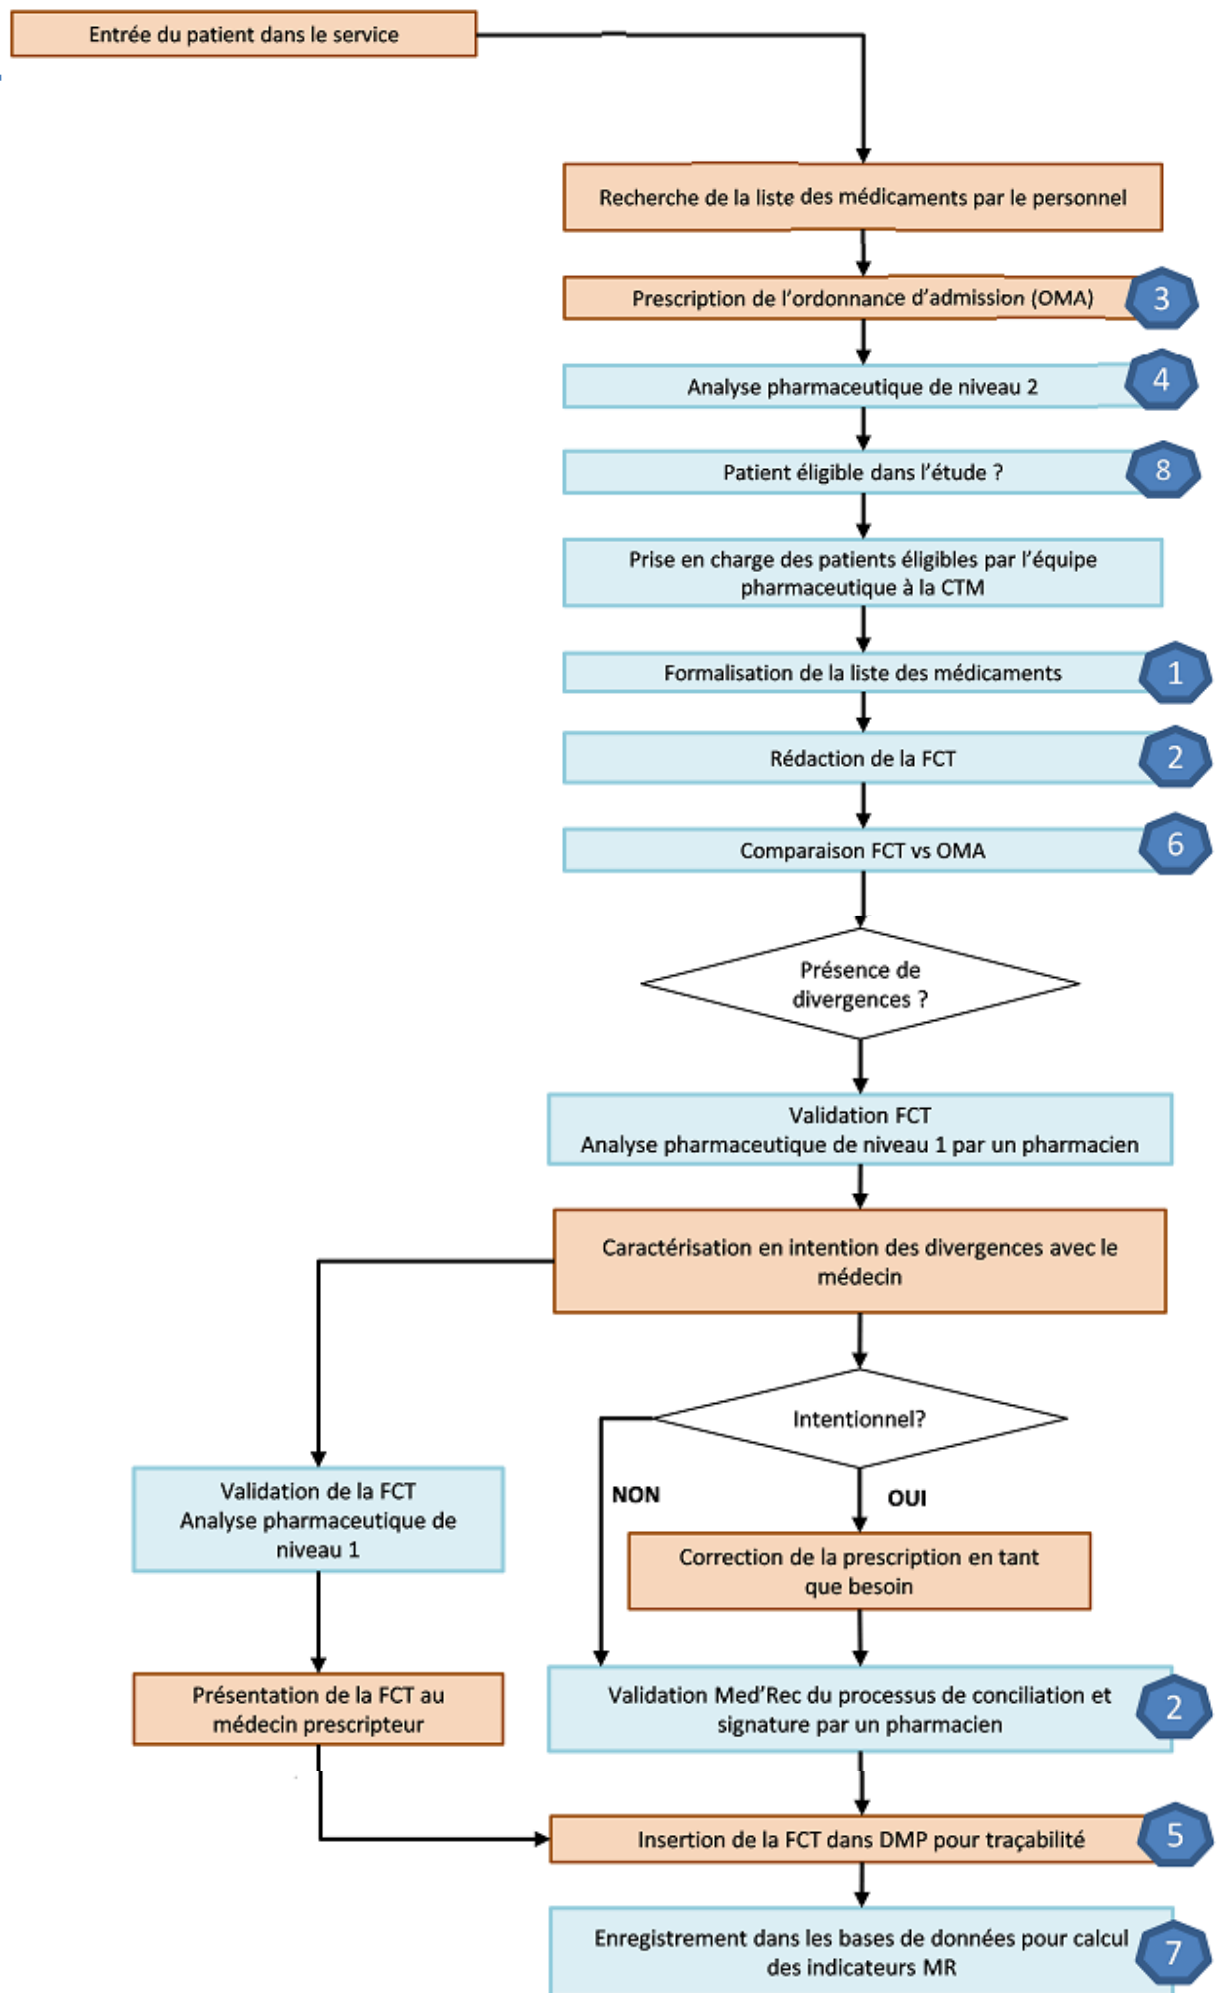 Entrée du patient dans le service
Recherche de la liste des médicaments par le personnel
Prescription de l'ordonnance d'admission (OMA)
3
Analyse pharmaceutique de niveau 2
4
Patient éligible dans l'étude ?
8
Prise en charge des patients éligibles par l'équipe
pharmaceutique à la CTM
Formalisation de la liste des médicaments
1
Rédaction de la FCT
2
Comparaison FCT vs OMA
6
Présence de
divergences ?
Validation FCT
Analyse pharmaceutique de niveau 1 par un pharmacien
Caractérisation en intention des divergences avec le
médecin
Intentionnel?
NON
OUI
Validation de la FCT
Analyse pharmaceutique de
niveau 1
Correction de la prescription en tant
que besoin
Présentation de la FCT au
médecin prescripteur
Validation Med'Rec du processus de conciliation et
signature par un pharmacien
2
Insertion de la FCT dans DMP pour traçabilité
5
Enregistrement dans les bases de données pour calcul
des indicateurs MR
7